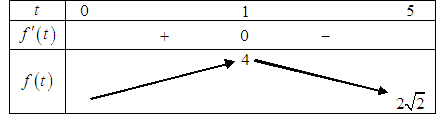 t 0 1 5
f'(t) + 0 −
4
f(t)
2√2